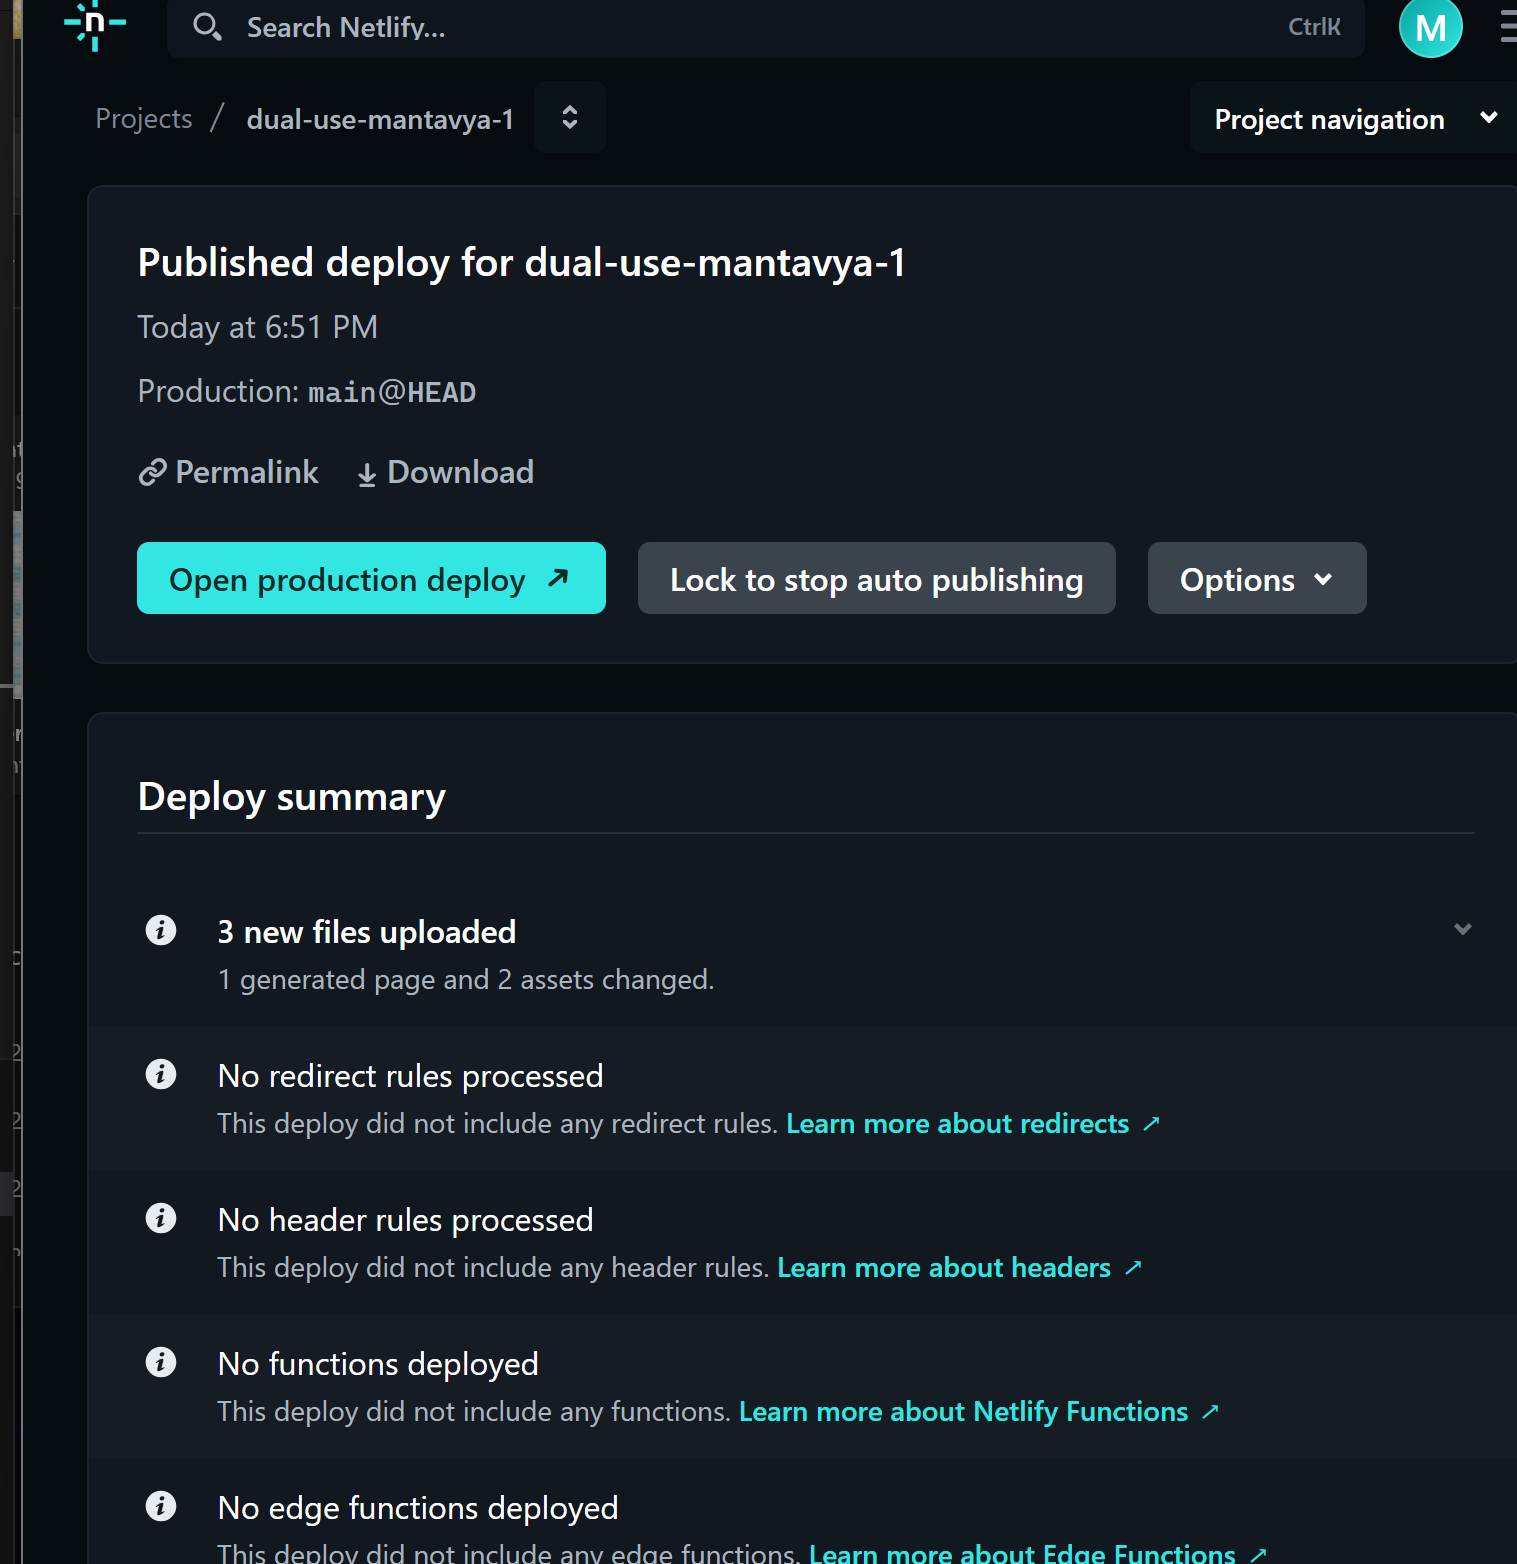 n
Search Netlify...
CtrlK
M
Projects / dual-use-mantavya-1
Project navigation
Published deploy for dual-use-mantavya-1
Today at 6:51 PM
Production: main@HEAD
Permalink
Download
Open production deploy ↗
Lock to stop auto publishing
Options
Deploy summary
3 new files uploaded
1 generated page and 2 assets changed.
No redirect rules processed
This deploy did not include any redirect rules. Learn more about redirects ↗
No header rules processed
This deploy did not include any header rules. Learn more about headers ↗
No functions deployed
This deploy did not include any functions. Learn more about Netlify Functions ↗
No edge functions deployed
This deploy did not include any edge functions. Learn more about Edge Functions ↗